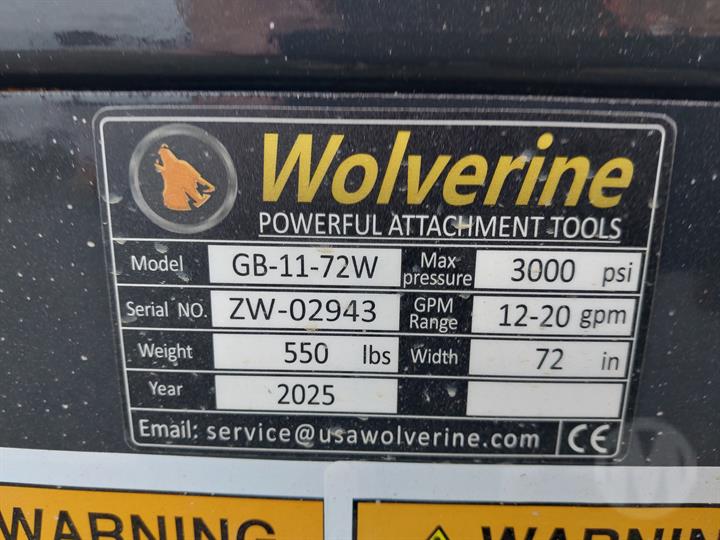 Wolverine
POWERFUL ATTACHMENT TOOLS
Model GB-11-72W Max pressure 3000 psi
Serial NO. ZW-02943 GPM Range 12-20 gpm
Weight 550 lbs Width 72 in
Year 2025
Email: service@usawolverine.com CE
WARNING WARNING